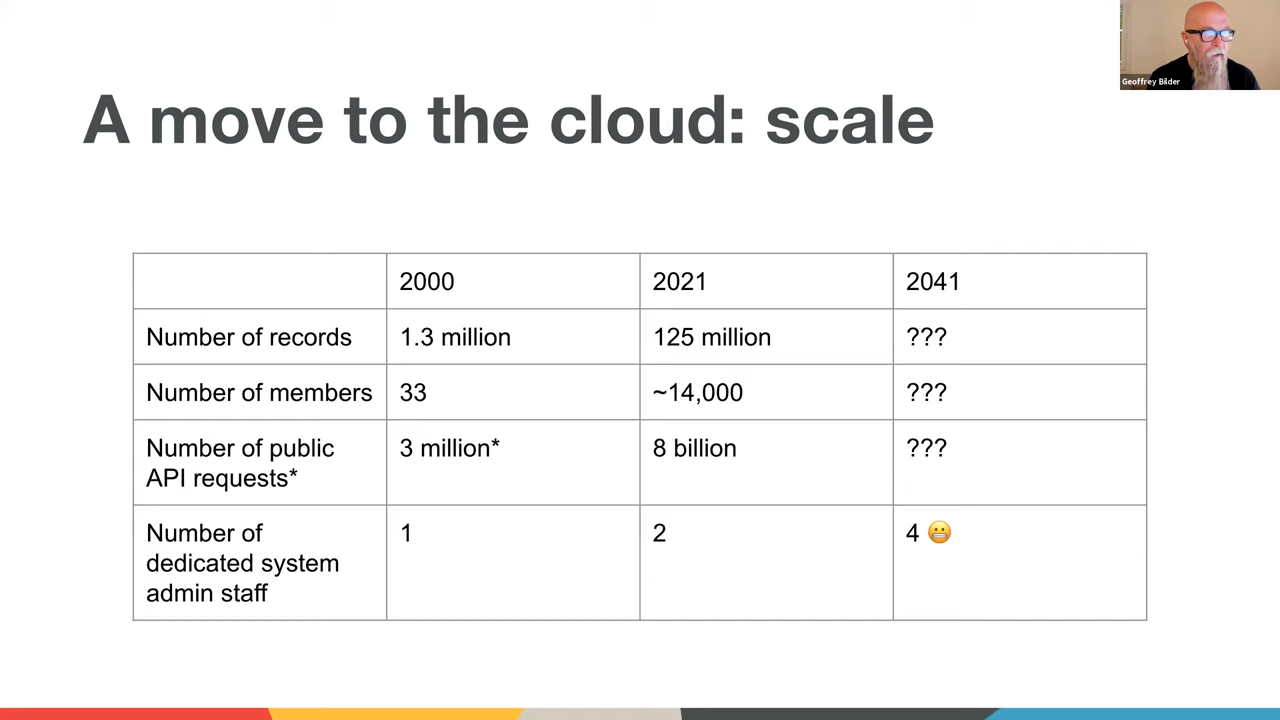 Geoffrey Bilder
A move to the cloud: scale
2000 2021 2041
Number of records 1.3 million 125 million ???
Number of members 33 ~14,000 ???
Number of public 3 million* 8 billion ???
API requests*
Number of 1 2 4 😬
dedicated system
admin staff